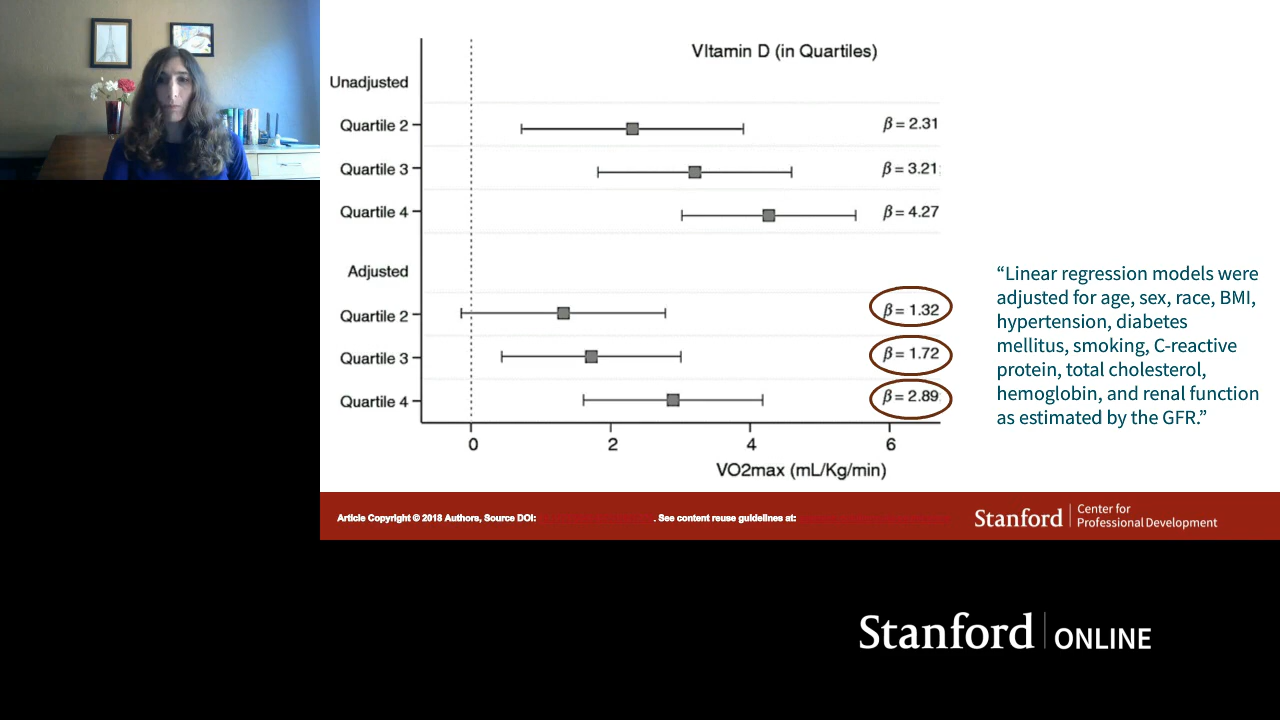 VItamin D (in Quartiles)
Unadjusted
Quartile 2
β = 2.31
Quartile 3
β = 3.21
Quartile 4
β = 4.27
Adjusted
Quartile 2
β = 1.32
Quartile 3
β = 1.72
Quartile 4
β = 2.89
0 2 4 6
VO2max (mL/Kg/min)
“Linear regression models were
adjusted for age, sex, race, BMI,
hypertension, diabetes
mellitus, smoking, C-reactive
protein, total cholesterol,
hemoglobin, and renal function
as estimated by the GFR.”
Article Copyright © 2018 Authors, Source DOI: . See content reuse guidelines at:
Stanford
Center for
Professional Development
Stanford ONLINE